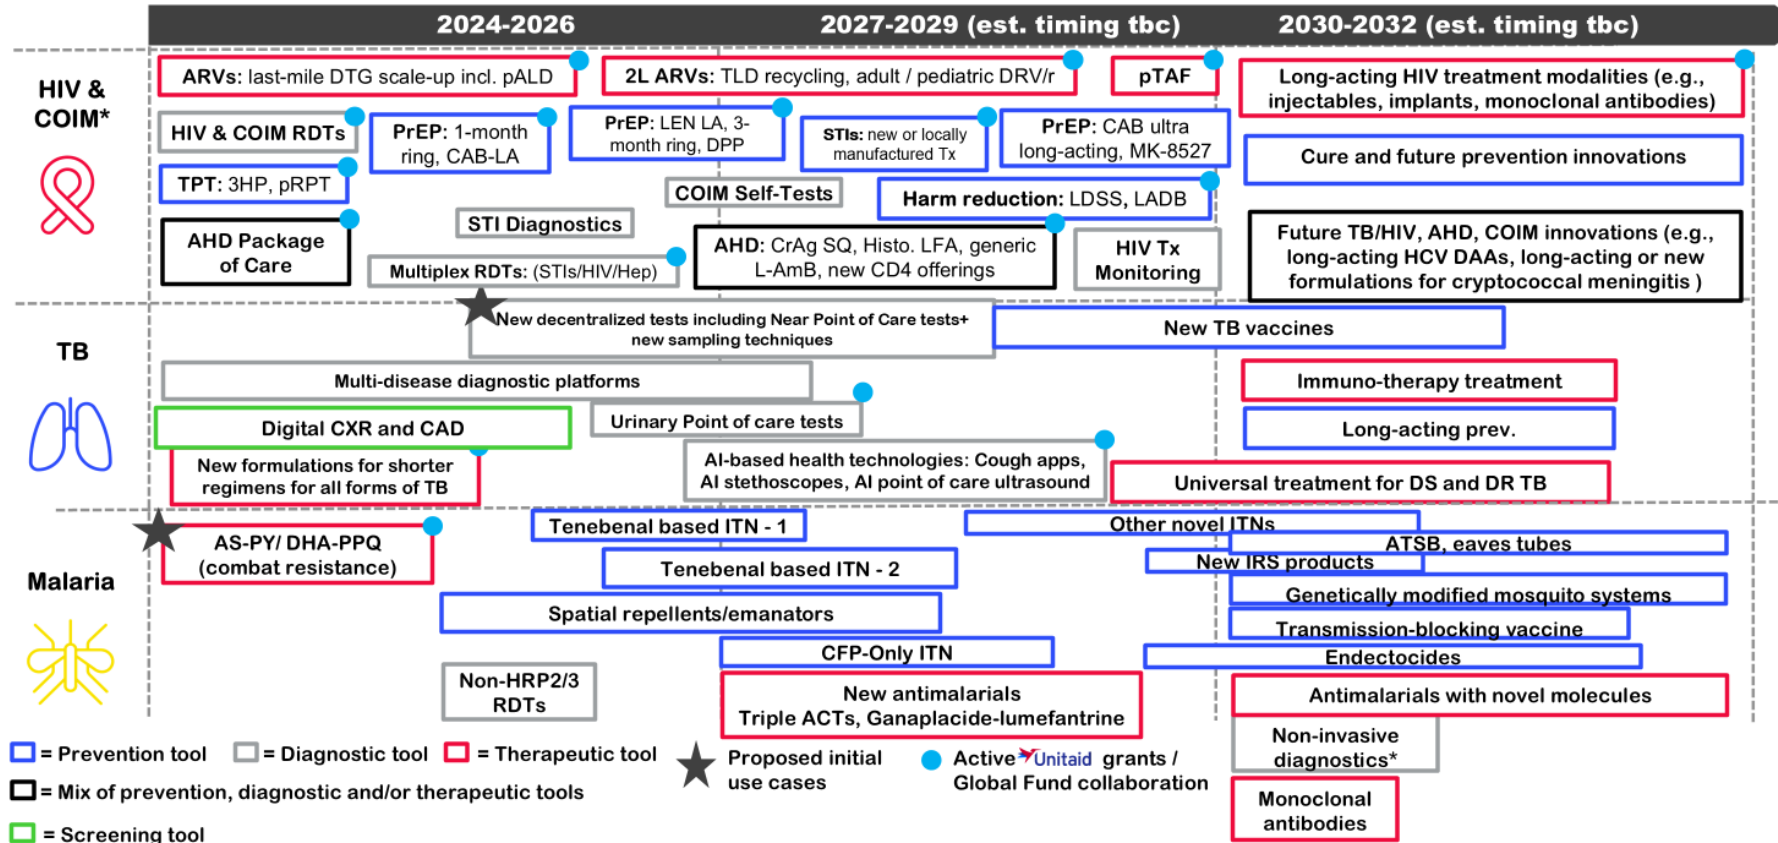 2024-2026
2027-2029 (est. timing tbc)
2030-2032 (est. timing tbc)
HIV &
COIM*
ARVs: last-mile DTG scale-up incl. pALD
2L ARVs: TLD recycling, adult / pediatric DRV/r
pTAF
Long-acting HIV treatment modalities (e.g.,
injectables, implants, monoclonal antibodies)
HIV & COIM RDTs
PrEP: 1-month
ring, CAB-LA
PrEP: LEN LA, 3-
month ring, DPP
STIs: new or locally
manufactured Tx
PrEP: CAB ultra
long-acting, MK-8527
Cure and future prevention innovations
TPT: 3HP, pRPT
COIM Self-Tests
Harm reduction: LDSS, LADB
STI Diagnostics
AHD Package
of Care
Multiplex RDTs: (STIs/HIV/Hep)
AHD: CrAg SQ, Histo. LFA, generic
L-AmB, new CD4 offerings
HIV Tx
Monitoring
Future TB/HIV, AHD, COIM innovations (e.g.,
long-acting HCV DAAs, long-acting or new
formulations for cryptococcal meningitis )
TB
New decentralized tests including Near Point of Care tests+
new sampling techniques
New TB vaccines
Multi-disease diagnostic platforms
Immuno-therapy treatment
Digital CXR and CAD
Urinary Point of care tests
Long-acting prev.
New formulations for shorter
regimens for all forms of TB
AI-based health technologies: Cough apps,
AI stethoscopes, AI point of care ultrasound
Universal treatment for DS and DR TB
Malaria
AS-PY/ DHA-PPQ
(combat resistance)
Tenebenal based ITN - 1
Other novel ITNs
ATSB, eaves tubes
Tenebenal based ITN - 2
New IRS products
Genetically modified mosquito systems
Spatial repellents/emanators
Transmission-blocking vaccine
CFP-Only ITN
Endectocides
Non-HRP2/3
RDTs
New antimalarials
Triple ACTs, Ganaplacide-lumefantrine
Antimalarials with novel molecules
Non-invasive
diagnostics*
Monoclonal
antibodies
= Prevention tool
= Diagnostic tool
= Therapeutic tool
= Mix of prevention, diagnostic and/or therapeutic tools
= Screening tool
Proposed initial
use cases
Active Unitaid grants /
Global Fund collaboration